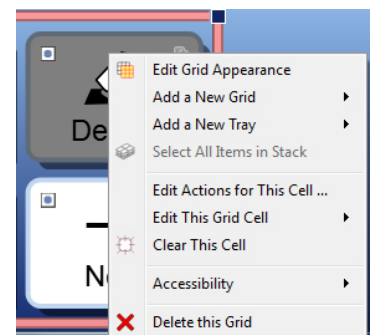 Edit Grid Appearance
Add a New Grid
Add a New Tray
Select All Items in Stack
Edit Actions for This Cell ...
Edit This Grid Cell
Clear This Cell
Accessibility
Delete this Grid